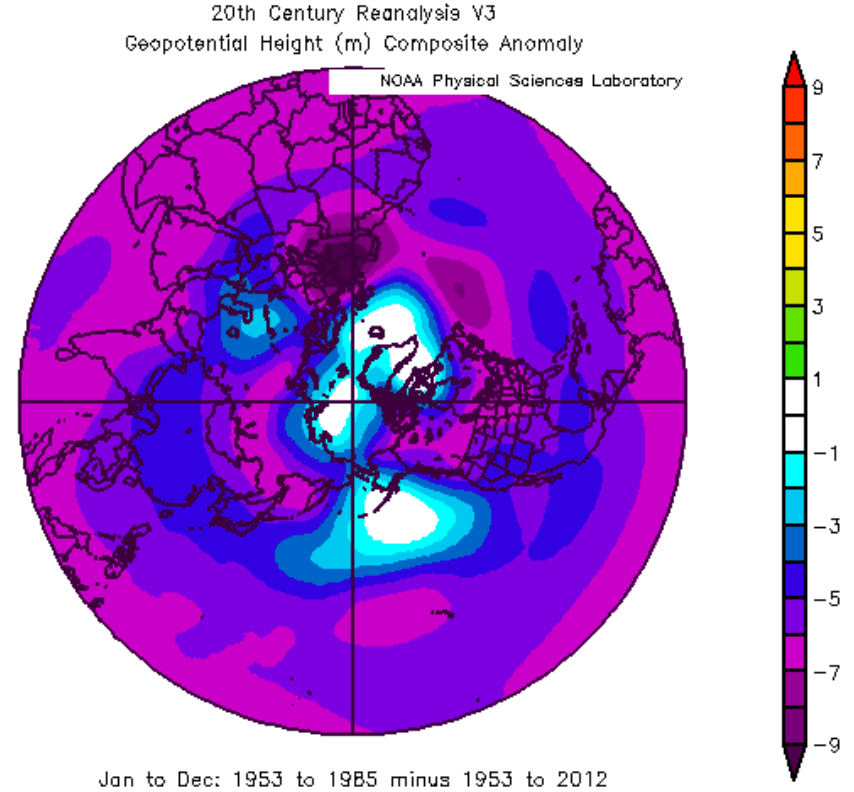 20th Century Reanalysis V3
Geopotential Height (m) Composite Anomaly
NOAA Physical Sciences Laboratory
9
7
5
3
1
−1
−3
−5
−7
−9
Jan to Dec: 1953 to 1985 minus 1953 to 2012